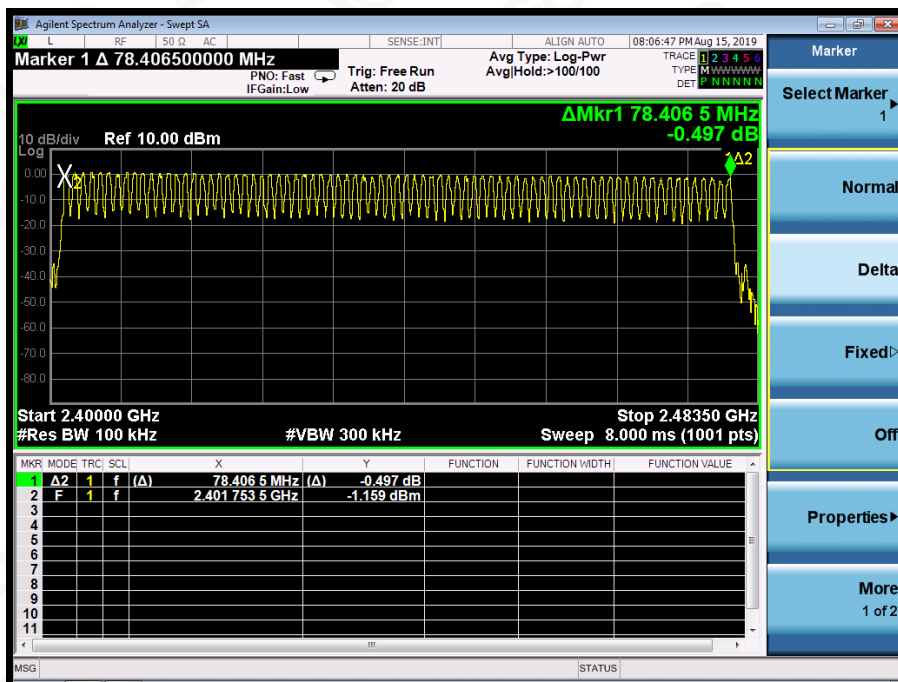 Agilent Spectrum Analyzer - Swept SA
LXI L RF 50 Ω AC SENSE:INT ALIGN AUTO 08:06:47 PM Aug 15, 2019
Marker 1 Δ 78.406500000 MHz
PNO: Fast
IFGain:Low
Trig: Free Run
Atten: 20 dB
Avg Type: Log-Pwr
Avg|Hold:>100/100
TRACE 1 2 3 4 5 6
TYPE M WWWWW
DET P N N N N N
ΔMkr1 78.406 5 MHz
-0.497 dB
10 dB/div Ref 10.00 dBm
Log
1Δ2
X2
0.00
-10.0
-20.0
-30.0
-40.0
-50.0
-60.0
-70.0
-80.0
Start 2.40000 GHz Stop 2.48350 GHz
#Res BW 100 kHz #VBW 300 kHz Sweep 8.000 ms (1001 pts)
MKR MODE TRC SCL X Y FUNCTION FUNCTION WIDTH FUNCTION VALUE
1 Δ2 1 f (Δ) 78.406 5 MHz (Δ) -0.497 dB
2 F 1 f 2.401 753 5 GHz -1.159 dBm
3
4
5
6
7
8
9
10
11
MSG STATUS
Marker
Select Marker
1
Normal
Delta
Fixed
Off
Properties
More
1 of 2